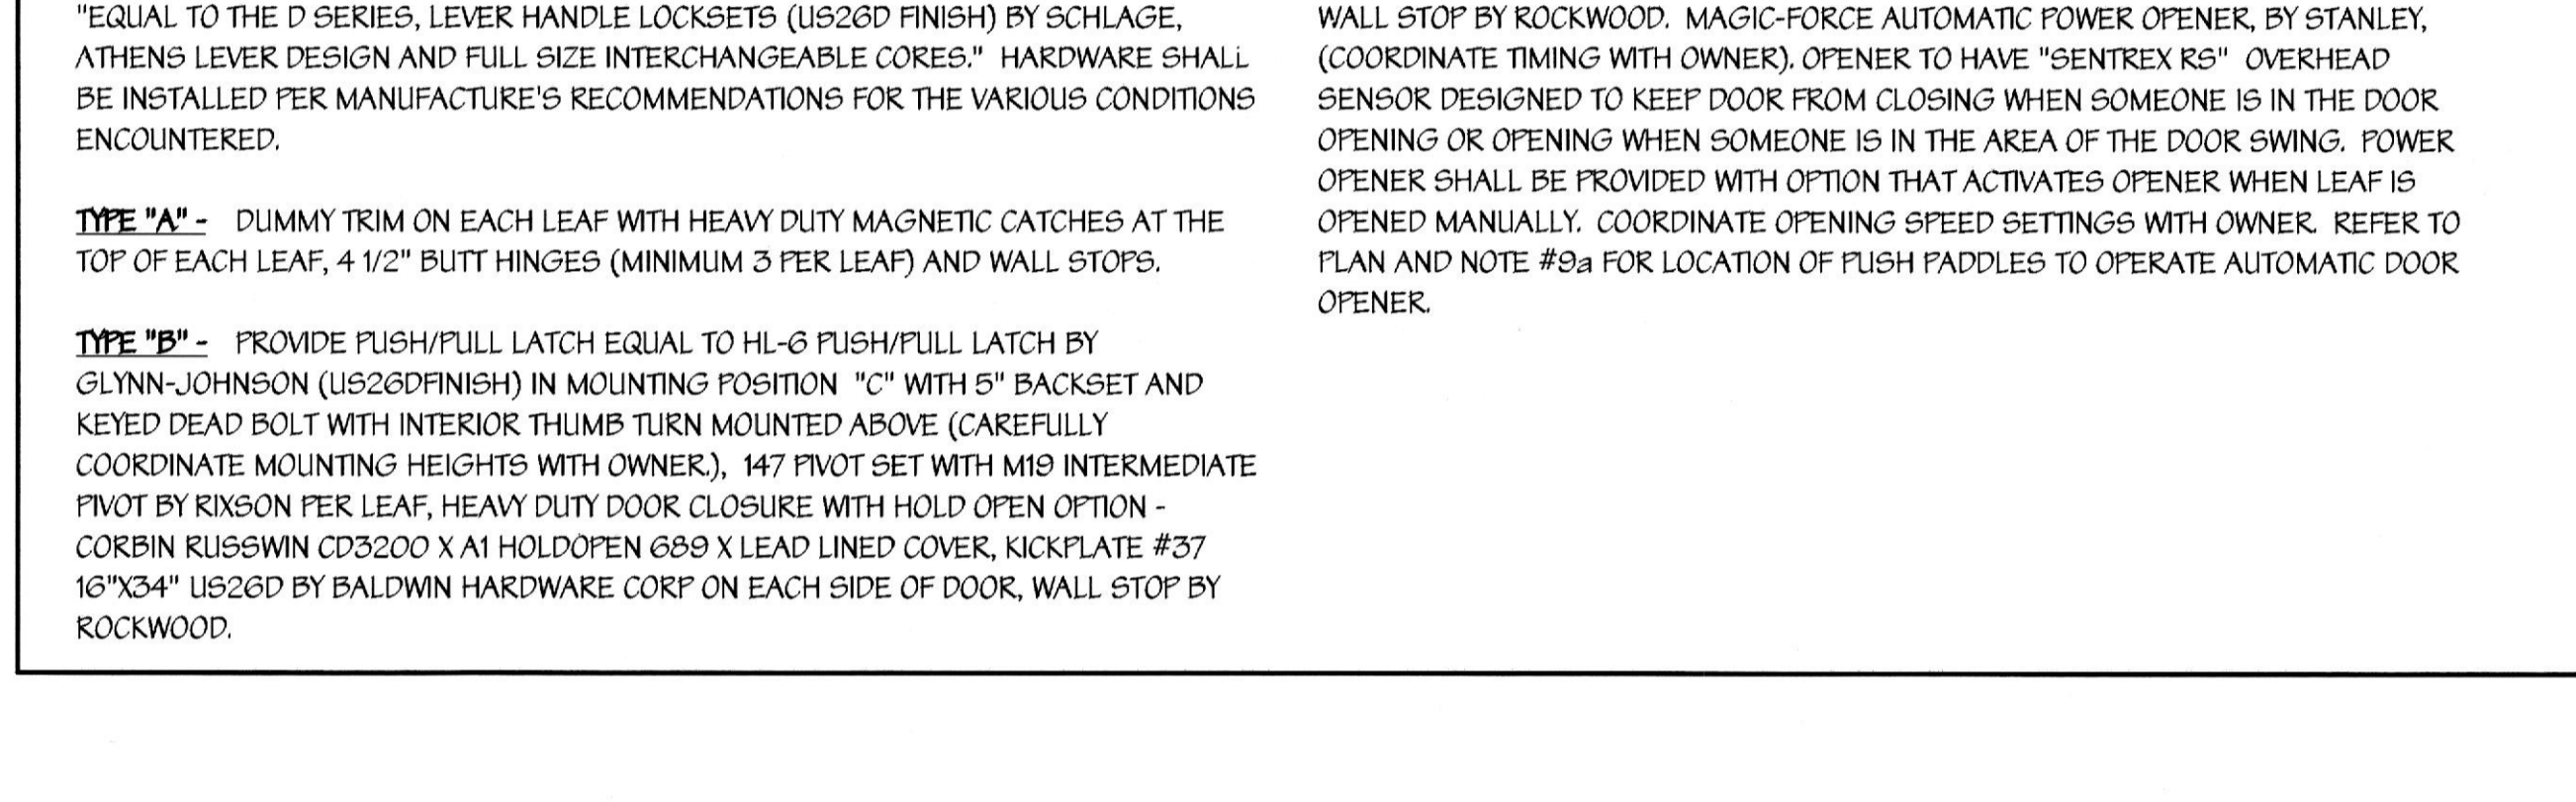 "EQUAL TO THE D SERIES, LEVER HANDLE LOCKSETS (US26D FINISH) BY SCHLAGE,
ATHENS LEVER DESIGN AND FULL SIZE INTERCHANGEABLE CORES." HARDWARE SHALL
BE INSTALLED PER MANUFACTURE'S RECOMMENDATIONS FOR THE VARIOUS CONDITIONS
ENCOUNTERED.
TYPE "A" - DUMMY TRIM ON EACH LEAF WITH HEAVY DUTY MAGNETIC CATCHES AT THE
TOP OF EACH LEAF, 4 1/2" BUTT HINGES (MINIMUM 3 PER LEAF) AND WALL STOPS.
TYPE "B" - PROVIDE PUSH/PULL LATCH EQUAL TO HL-6 PUSH/PULL LATCH BY
GLYNN-JOHNSON (US26DFINISH) IN MOUNTING POSITION "C" WITH 5" BACKSET AND
KEYED DEAD BOLT WITH INTERIOR THUMB TURN MOUNTED ABOVE (CAREFULLY
COORDINATE MOUNTING HEIGHTS WITH OWNER.), 147 PIVOT SET WITH M19 INTERMEDIATE
PIVOT BY RIXSON PER LEAF, HEAVY DUTY DOOR CLOSURE WITH HOLD OPEN OPTION -
CORBIN RUSSWIN CD3200 X A1 HOLDOPEN 689 X LEAD LINED COVER, KICKPLATE #37
16"X34" US26D BY BALDWIN HARDWARE CORP ON EACH SIDE OF DOOR, WALL STOP BY
ROCKWOOD.
WALL STOP BY ROCKWOOD. MAGIC-FORCE AUTOMATIC POWER OPENER, BY STANLEY,
(COORDINATE TIMING WITH OWNER). OPENER TO HAVE "SENTREX RS" OVERHEAD
SENSOR DESIGNED TO KEEP DOOR FROM CLOSING WHEN SOMEONE IS IN THE DOOR
OPENING OR OPENING WHEN SOMEONE IS IN THE AREA OF THE DOOR SWING. POWER
OPENER SHALL BE PROVIDED WITH OPTION THAT ACTIVATES OPENER WHEN LEAF IS
OPENED MANUALLY. COORDINATE OPENING SPEED SETTINGS WITH OWNER. REFER TO
PLAN AND NOTE #9a FOR LOCATION OF PUSH PADDLES TO OPERATE AUTOMATIC DOOR
OPENER.